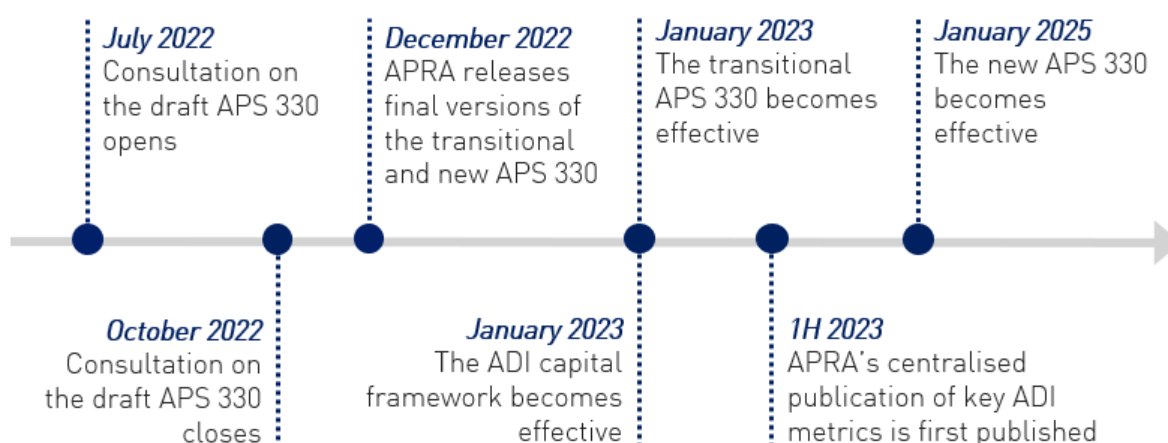 July 2022
Consultation on
the draft APS 330
opens
December 2022
APRA releases
final versions of
the transitional
and new APS 330
January 2023
The transitional
APS 330 becomes
effective
January 2025
The new APS 330
becomes
effective
October 2022
Consultation on
the draft APS 330
closes
January 2023
The ADI capital
framework becomes
effective
1H 2023
APRA's centralised
publication of key ADI
metrics is first published